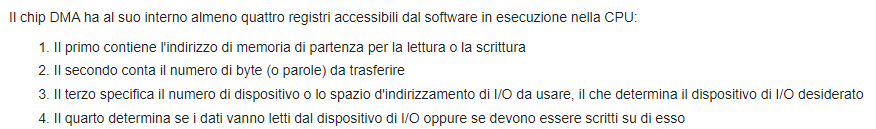 Il chip DMA ha al suo interno almeno quattro registri accessibili dal software in esecuzione nella CPU:
1. Il primo contiene l'indirizzo di memoria di partenza per la lettura o la scrittura
2. Il secondo conta il numero di byte (o parole) da trasferire
3. Il terzo specifica il numero di dispositivo o lo spazio d'indirizzamento di I/O da usare, il che determina il dispositivo di I/O desiderato
4. Il quarto determina se i dati vanno letti dal dispositivo di I/O oppure se devono essere scritti su di esso